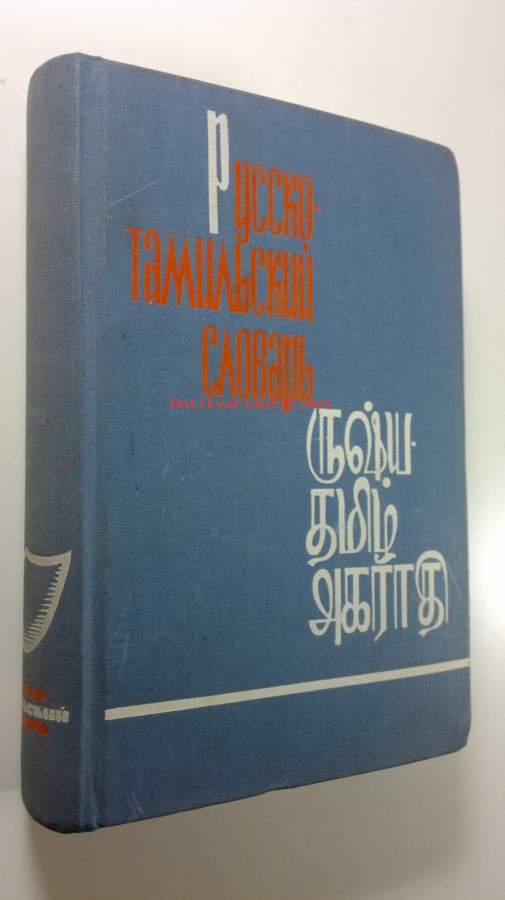 Русско-
тамильский
словарь
Antikvariaatti.net
ருஷ்ய-
தமிழ்
அகராதி